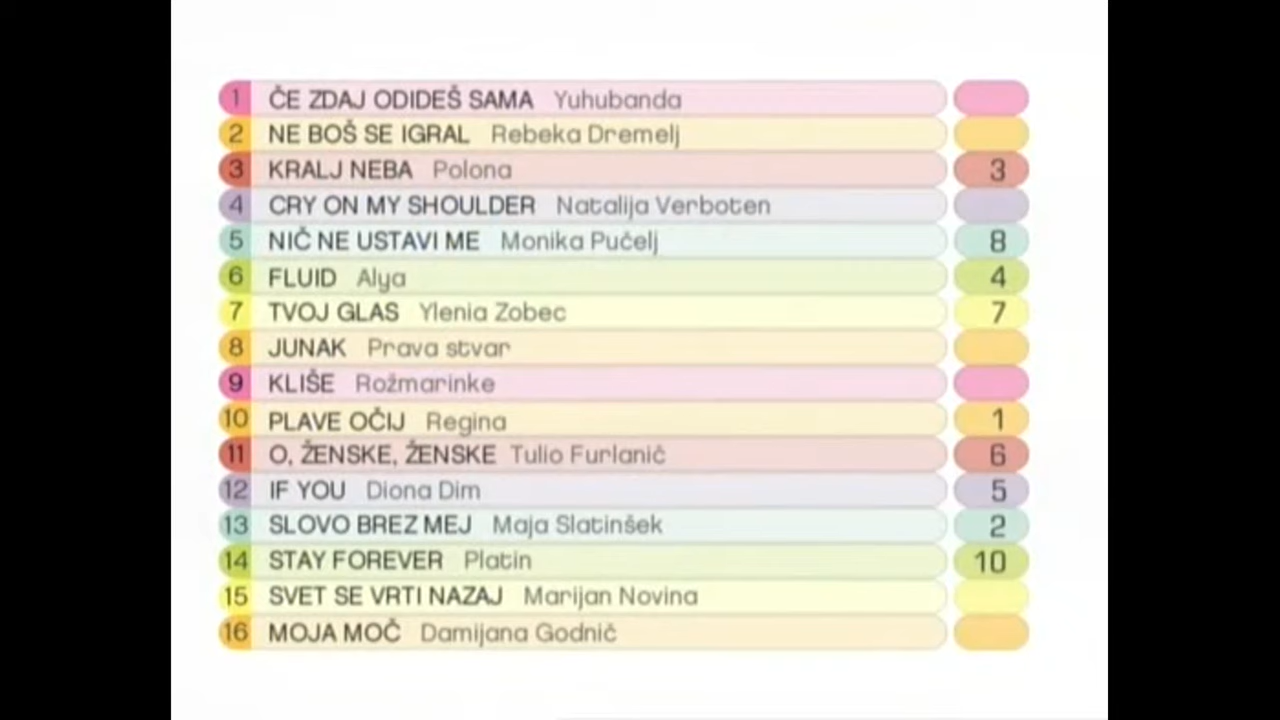 1 ČE ZDAJ ODIDEŠ SAMA Yuhubanda
2 NE BOŠ SE IGRAL Rebeka Dremelj
3 KRALJ NEBA Polona 3
4 CRY ON MY SHOULDER Natalija Verboten
5 NIČ NE USTAVI ME Monika Pučelj 8
6 FLUID Alya 4
7 TVOJ GLAS Ylenia Zobec 7
8 JUNAK Prava stvar
9 KLIŠE Rožmarinke
10 PLAVE OČIJ Regina 1
11 O, ŽENSKE, ŽENSKE Tulio Furlanič 6
12 IF YOU Diona Dim 5
13 SLOVO BREZ MEJ Maja Slatinšek 2
14 STAY FOREVER Platin 10
15 SVET SE VRTI NAZAJ Marijan Novina
16 MOJA MOČ Damijana Godnič